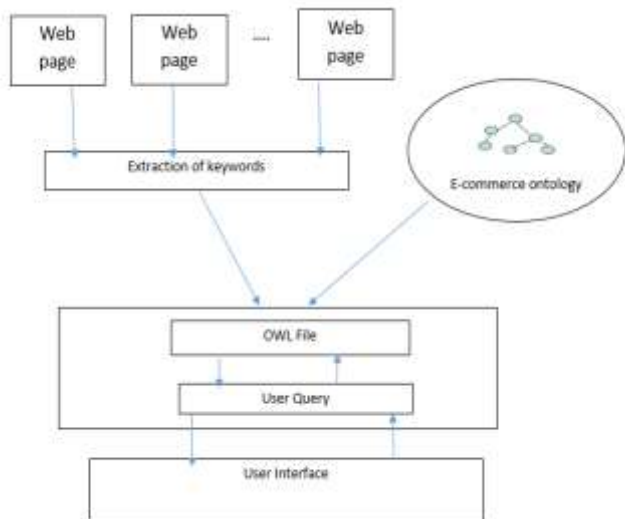 Web
page
Web
page
....
Web
page
Extraction of keywords
E-commerce ontology
OWL File
User Query
User Interface